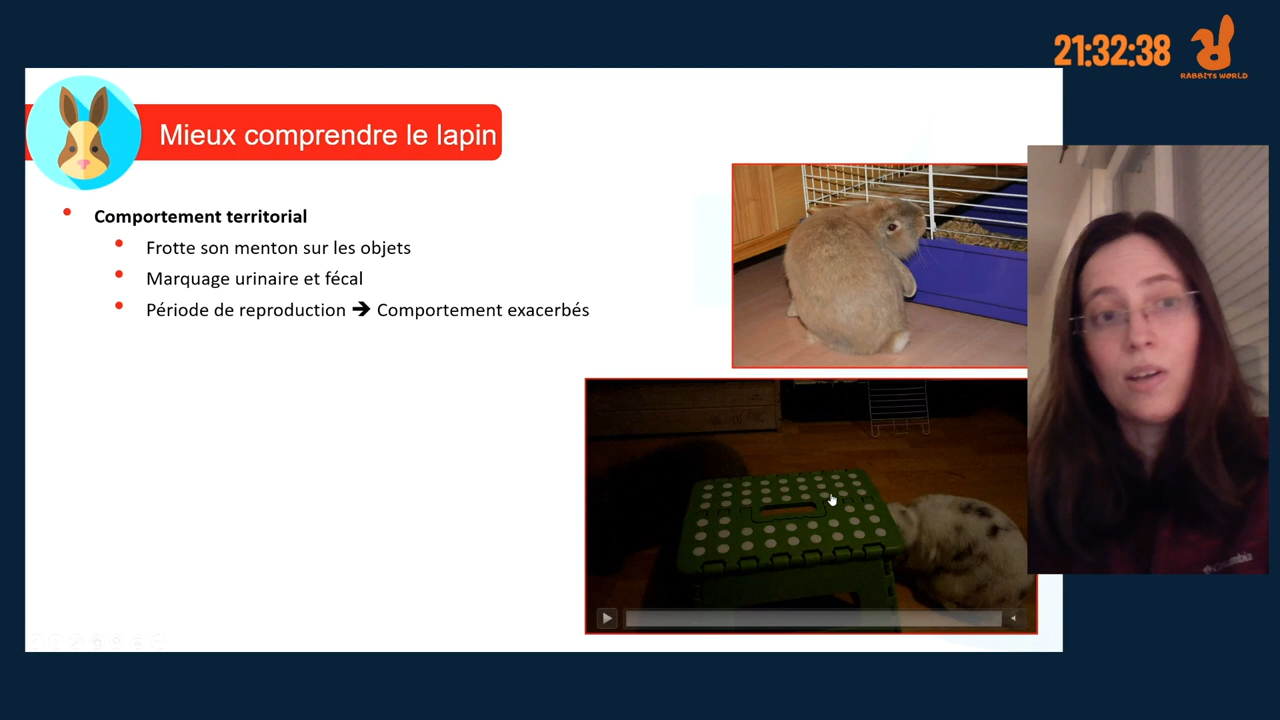 21:32:38
RABBITS WORLD
Mieux comprendre le lapin
Comportement territorial
Frotte son menton sur les objets
Marquage urinaire et fécal
Période de reproduction ➔ Comportement exacerbés
Columbia